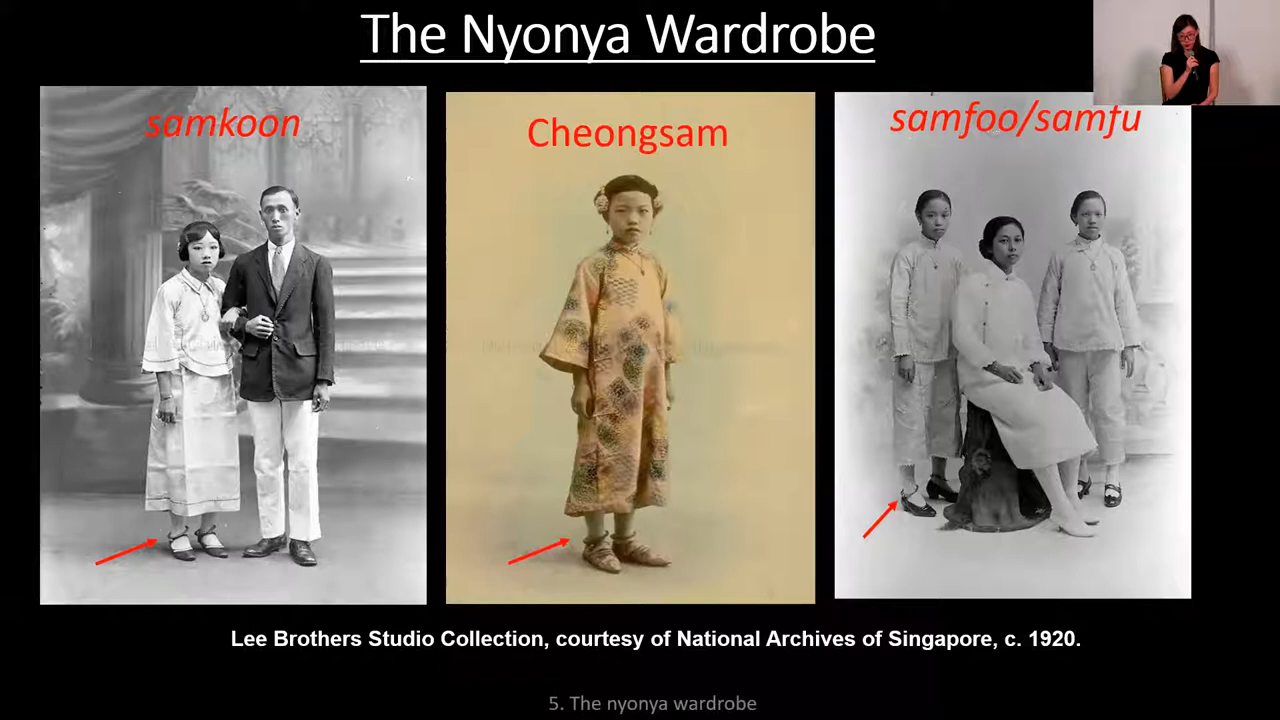 The Nyonya Wardrobe
samkoon
Cheongsam
samfoo/samfu
Lee Brothers Studio Collection, courtesy of National Archives of Singapore, c. 1920.
5. The nyonya wardrobe